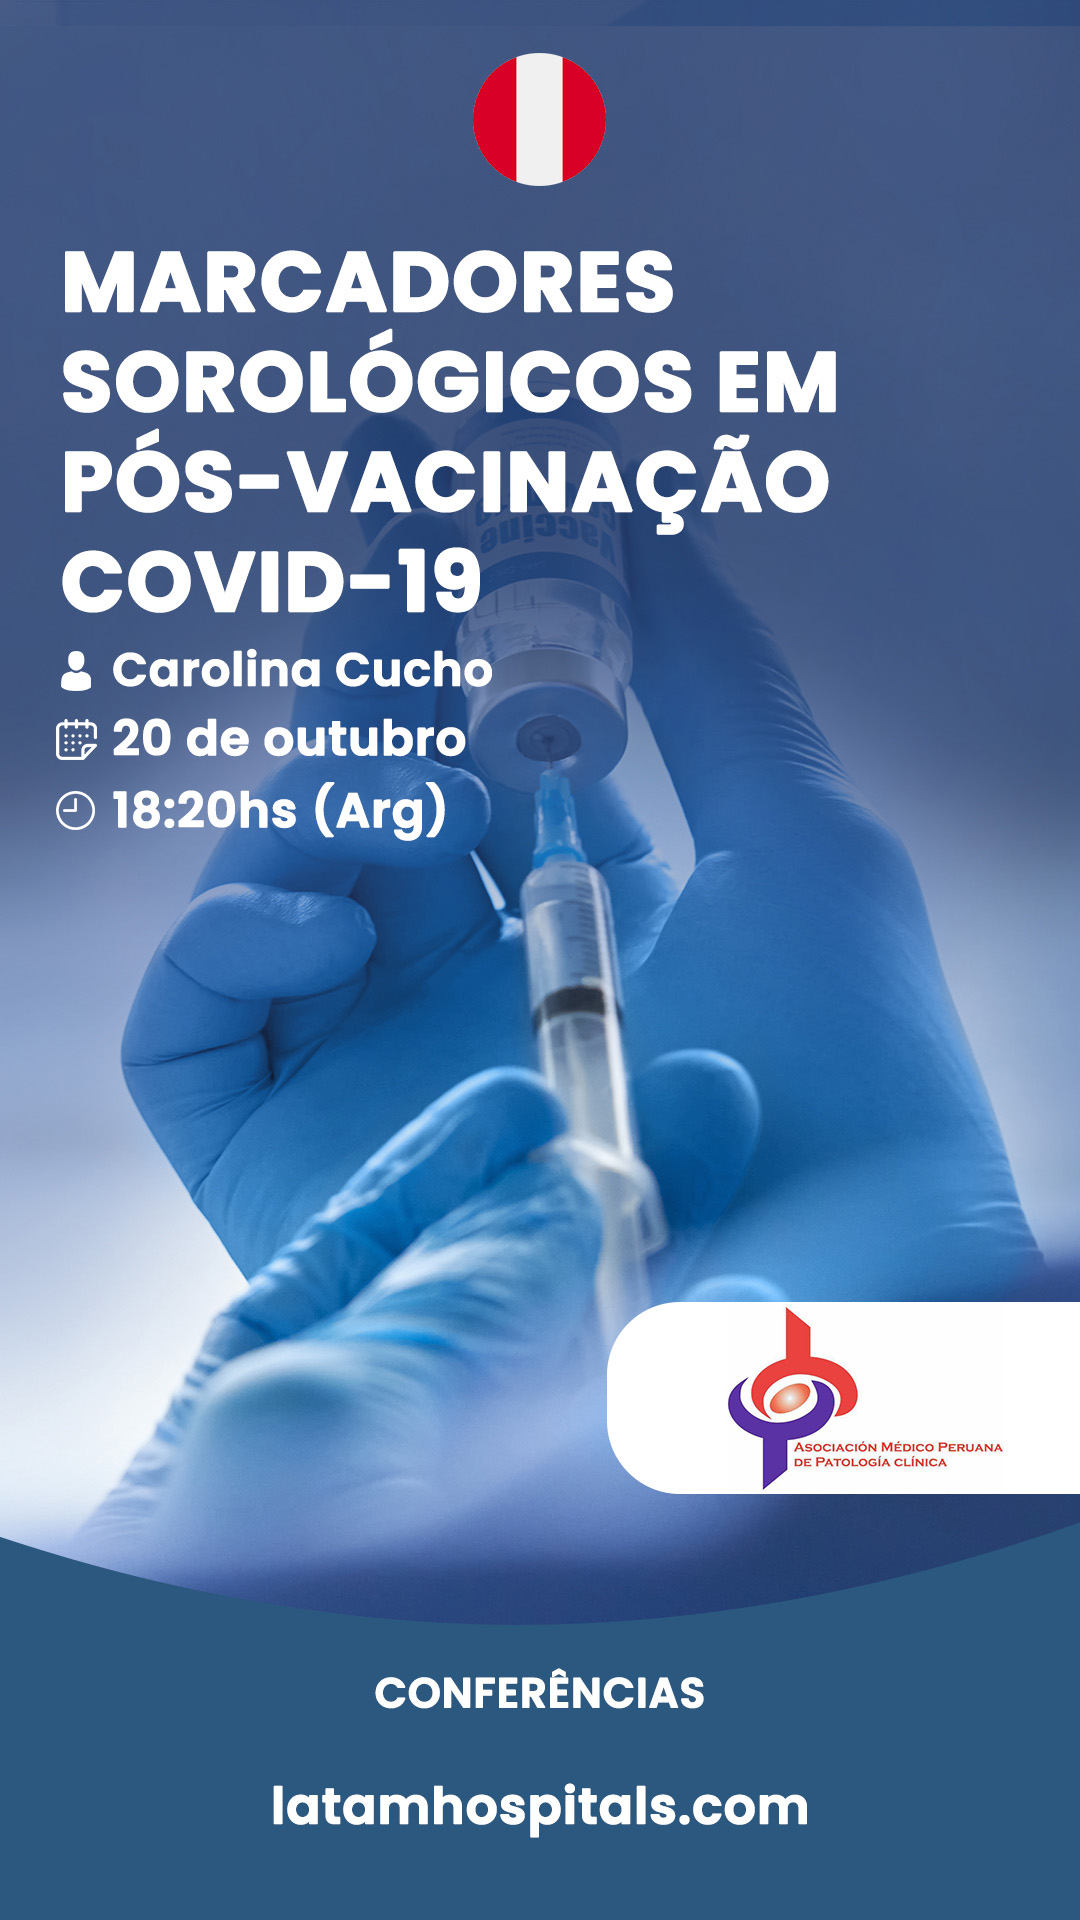 MARCADORES
SOROLÓGICOS EM
PÓS-VACINAÇÃO
COVID-19
Carolina Cucho
20 de outubro
18:20hs (Arg)
Vaccine
ASOCIACIÓN MÉDICO PERUANA
DE PATOLOGÍA CLÍNICA
CONFERÊNCIAS
latamhospitals.com